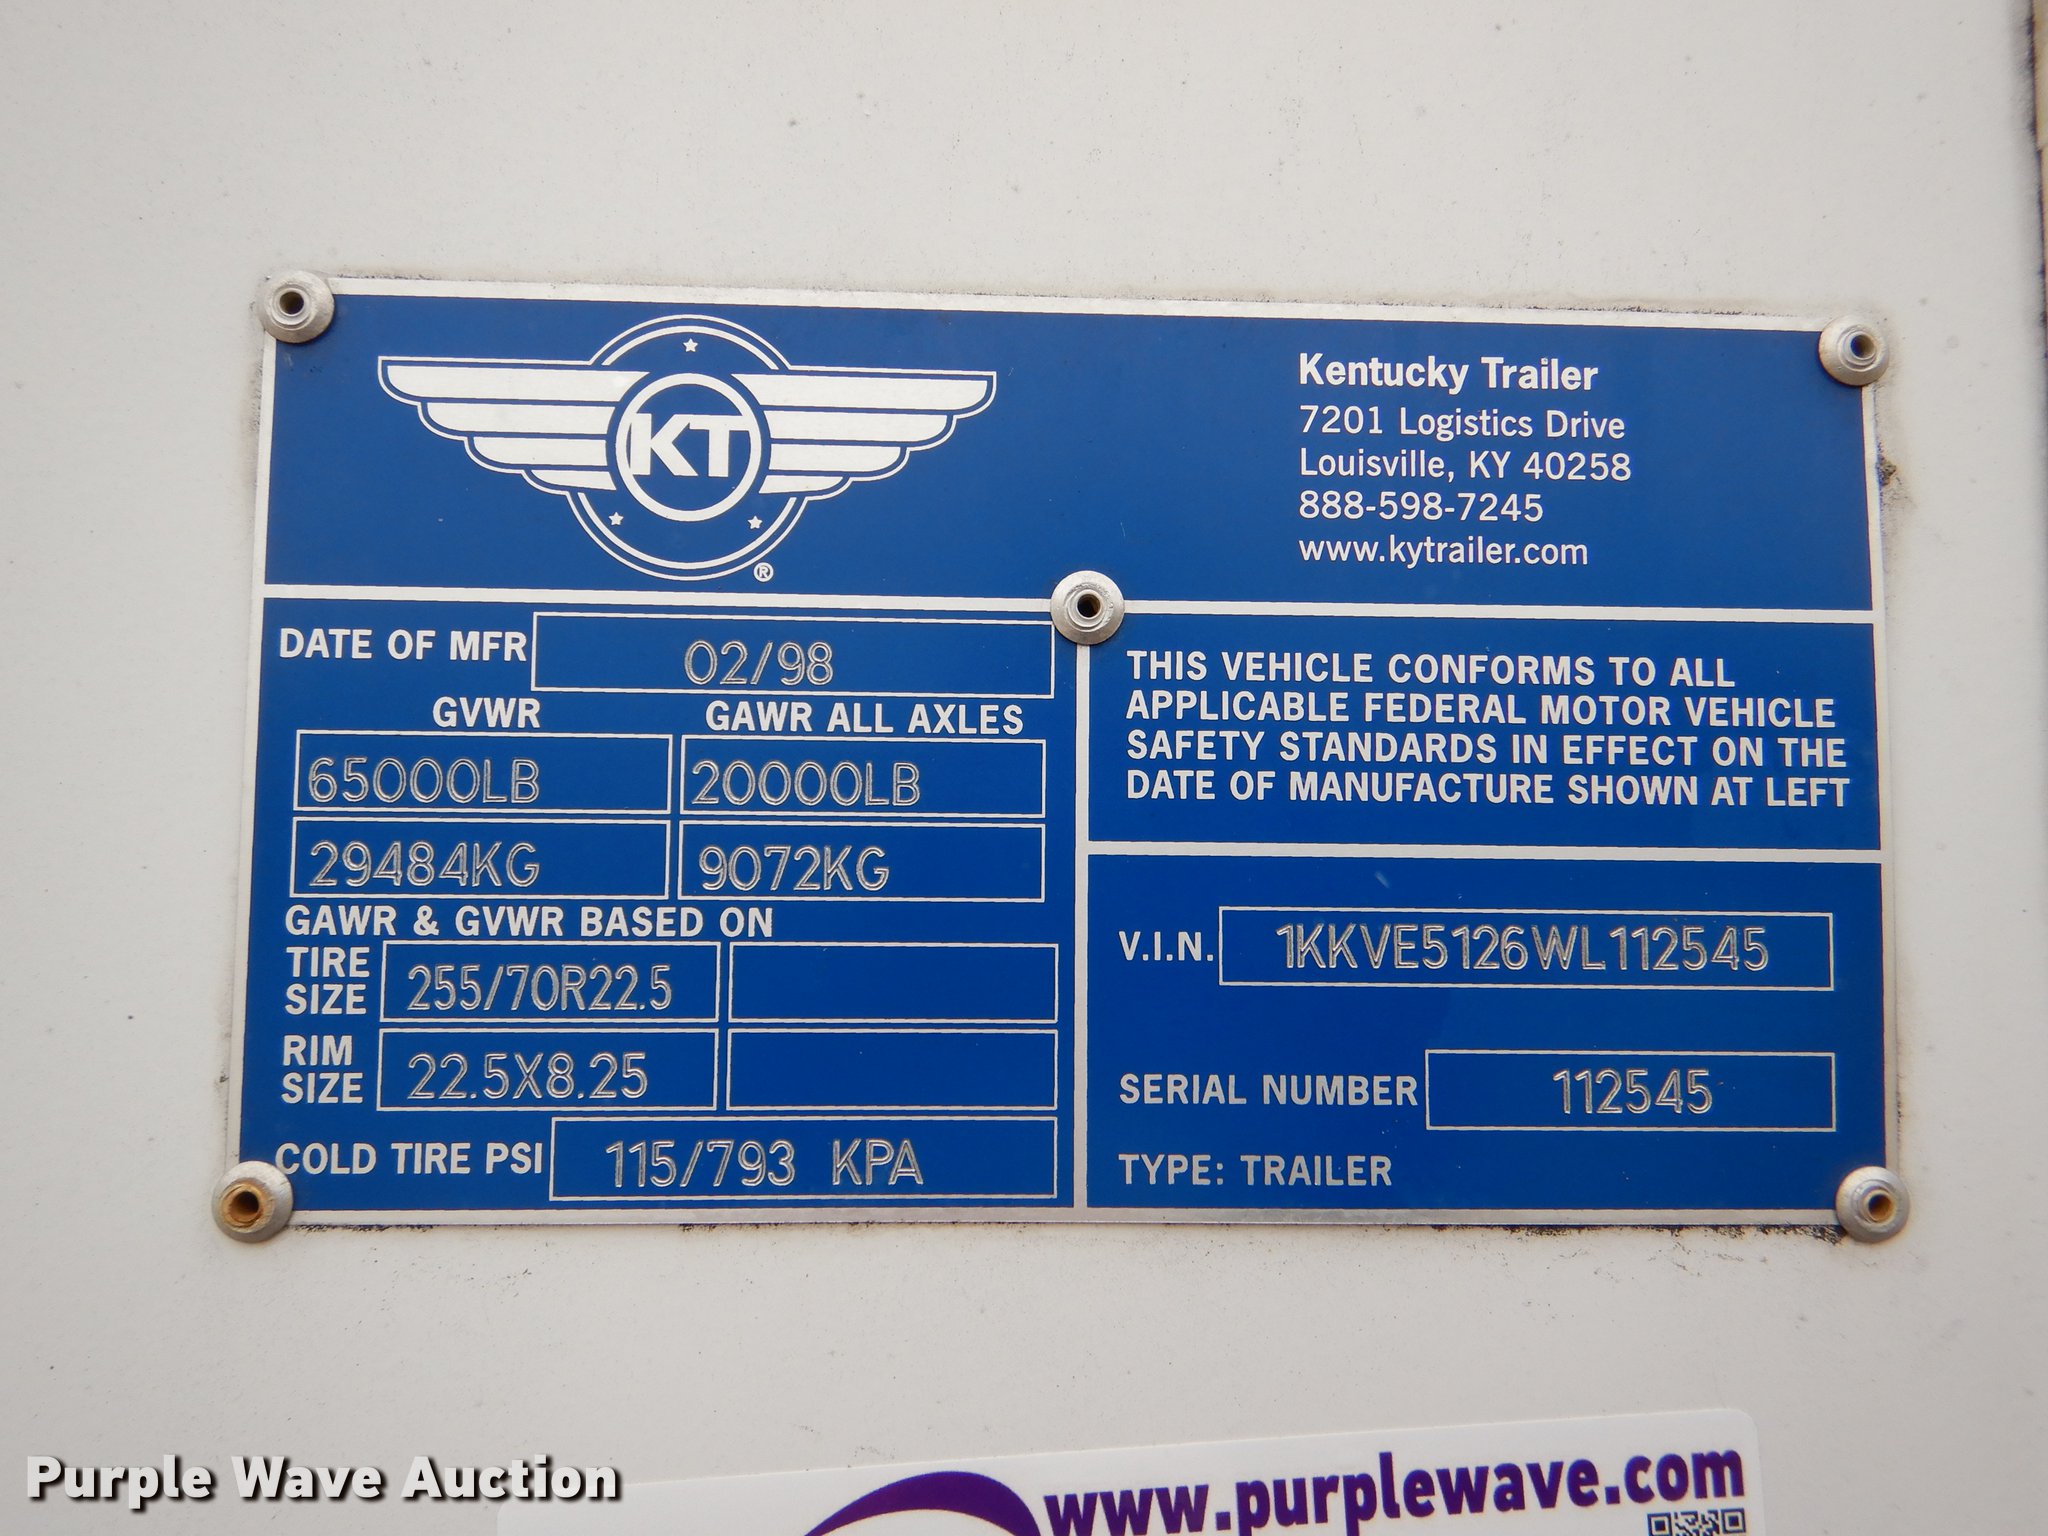 KT
®
Kentucky Trailer
7201 Logistics Drive
Louisville, KY 40258
888-598-7245
www.kytrailer.com
DATE OF MFR 02/98
GVWR GAWR ALL AXLES
65000LB 20000LB
29484KG 9072KG
GAWR & GVWR BASED ON
TIRE SIZE 255/70R22.5
RIM SIZE 22.5X8.25
COLD TIRE PSI 115/793 KPA
THIS VEHICLE CONFORMS TO ALL
APPLICABLE FEDERAL MOTOR VEHICLE
SAFETY STANDARDS IN EFFECT ON THE
DATE OF MANUFACTURE SHOWN AT LEFT
V.I.N. 1KKVE5126WL112545
SERIAL NUMBER 112545
TYPE: TRAILER
Purple Wave Auction
www.purplewave.com